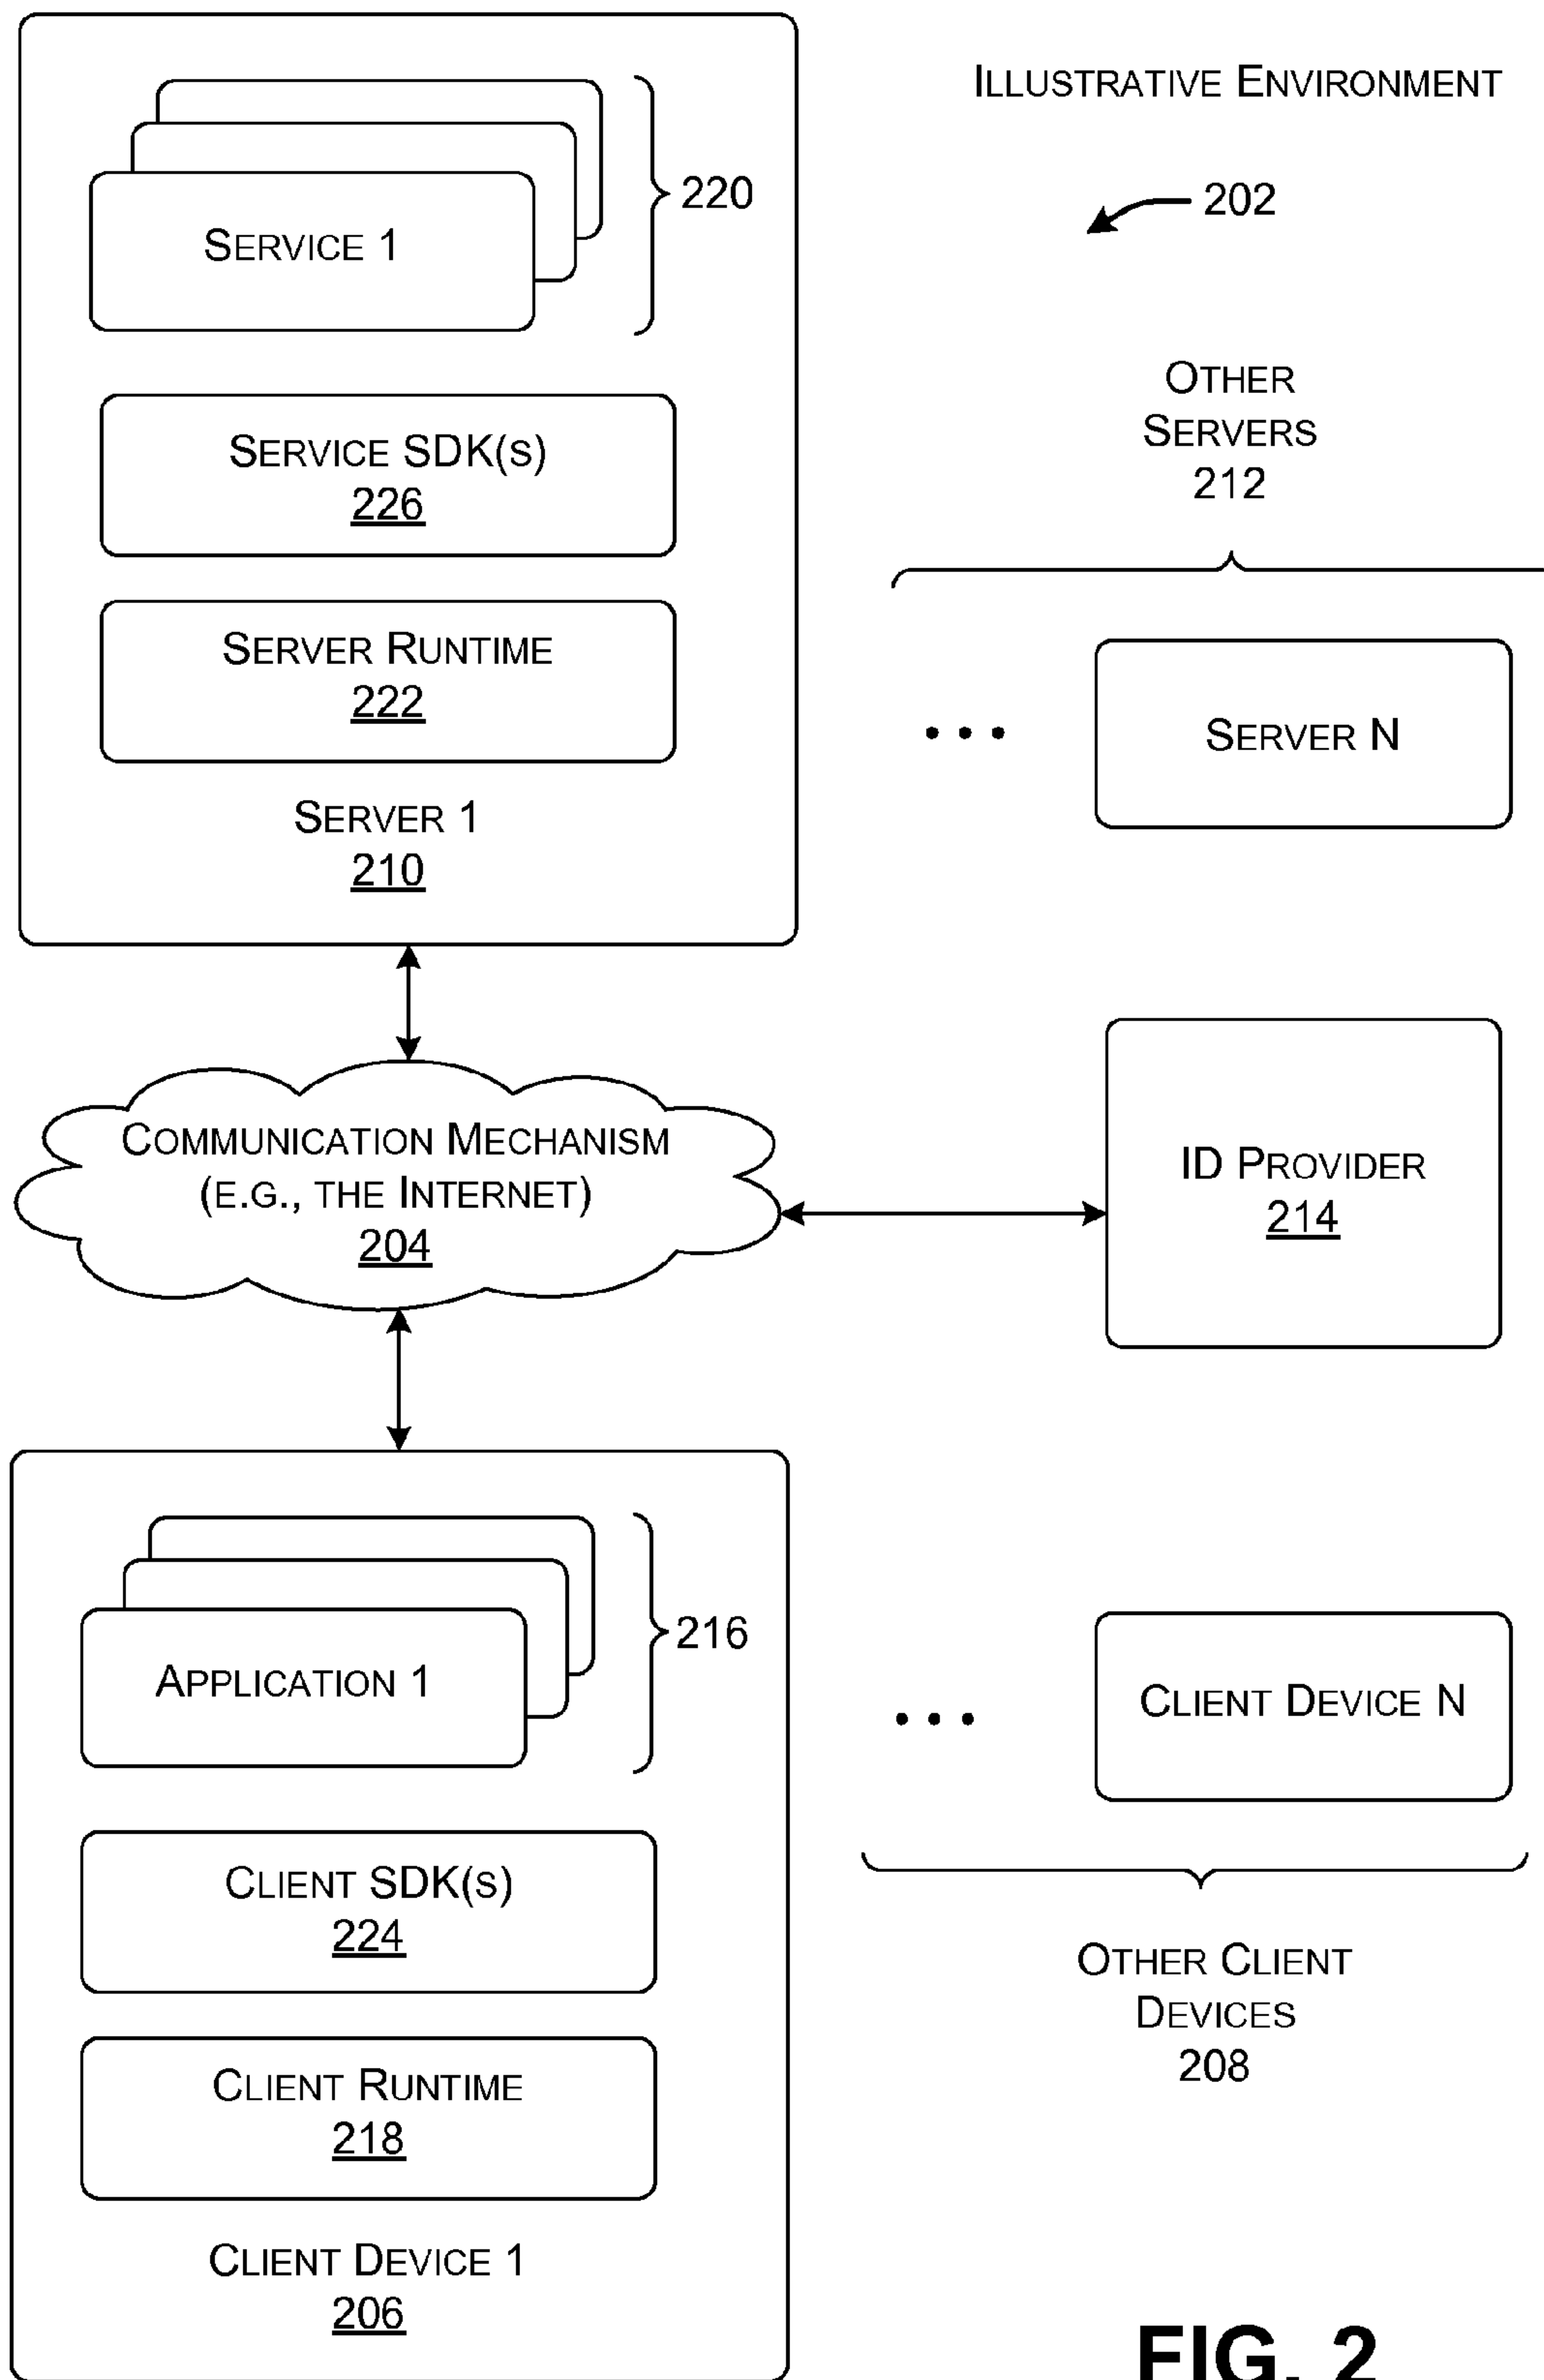 ILLUSTRATIVE ENVIRONMENT
202
SERVICE 1
220
SERVICE SDK(S)
226
SERVER RUNTIME
222
SERVER 1
210
OTHER
SERVERS
212
SERVER N
COMMUNICATION MECHANISM
(E.G., THE INTERNET)
204
ID PROVIDER
214
APPLICATION 1
216
CLIENT SDK(S)
224
CLIENT RUNTIME
218
CLIENT DEVICE 1
206
CLIENT DEVICE N
OTHER CLIENT
DEVICES
208
FIG. 2